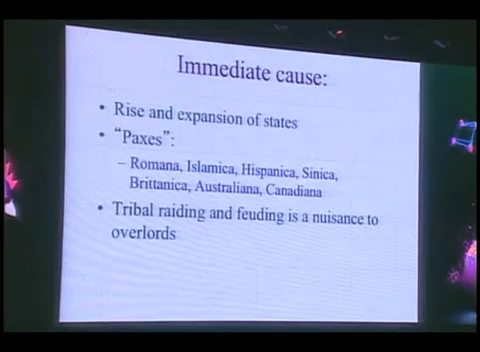 Immediate cause:
• Rise and expansion of states
• “Paxes”:
– Romana, Islamica, Hispanica, Sinica,
Brittanica, Australiana, Canadiana
• Tribal raiding and feuding is a nuisance to
overlords